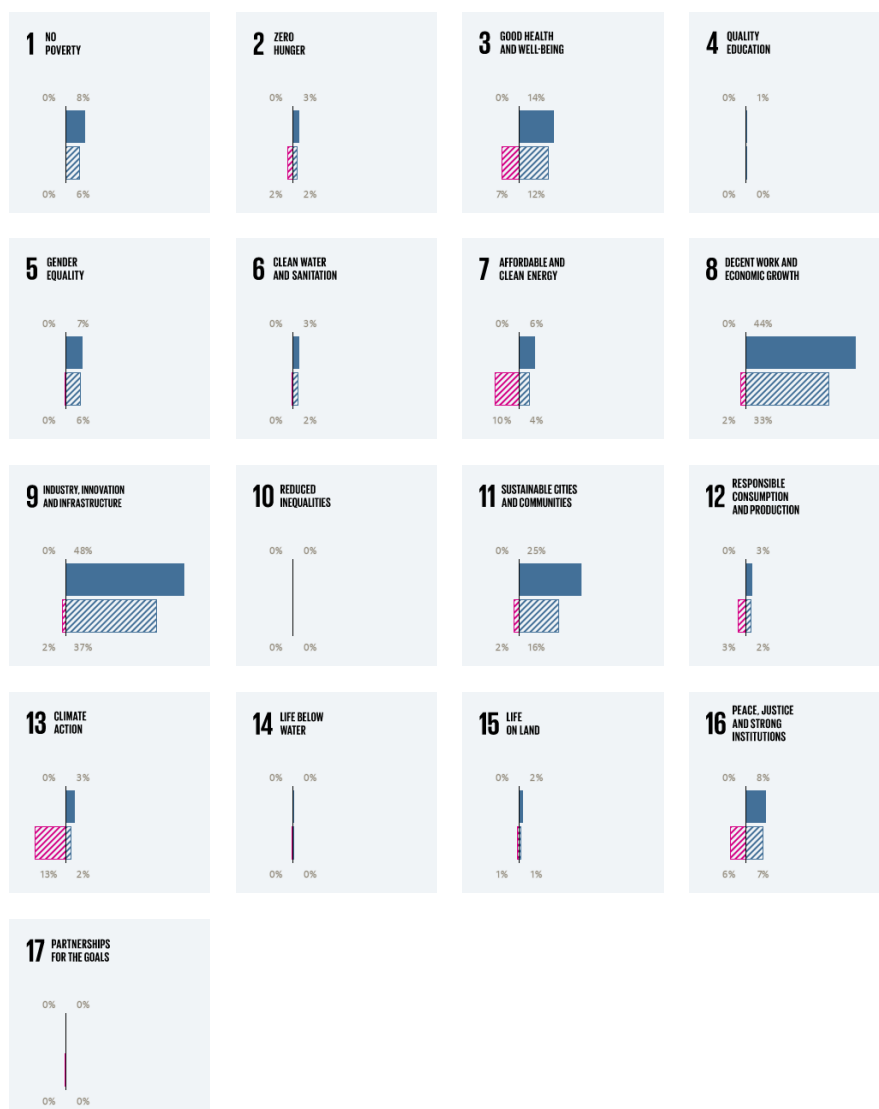 1 NO
POVERTY
0% 8%
0% 6%
2 ZERO
HUNGER
0% 3%
2% 2%
3 GOOD HEALTH
AND WELL-BEING
0% 14%
7% 12%
4 QUALITY
EDUCATION
0% 1%
0% 0%
5 GENDER
EQUALITY
0% 7%
0% 6%
6 CLEAN WATER
AND SANITATION
0% 3%
0% 2%
7 AFFORDABLE AND
CLEAN ENERGY
0% 6%
10% 4%
8 DECENT WORK AND
ECONOMIC GROWTH
0% 44%
2% 33%
9 INDUSTRY, INNOVATION
AND INFRASTRUCTURE
0% 48%
2% 37%
10 REDUCED
INEQUALITIES
0% 0%
0% 0%
11 SUSTAINABLE CITIES
AND COMMUNITIES
0% 25%
2% 16%
12 RESPONSIBLE
CONSUMPTION
AND PRODUCTION
0% 3%
3% 2%
13 CLIMATE
ACTION
0% 3%
13% 2%
14 LIFE BELOW
WATER
0% 0%
0% 0%
15 LIFE
ON LAND
0% 2%
1% 1%
16 PEACE, JUSTICE
AND STRONG
INSTITUTIONS
0% 8%
6% 7%
17 PARTNERSHIPS
FOR THE GOALS
0% 0%
0% 0%